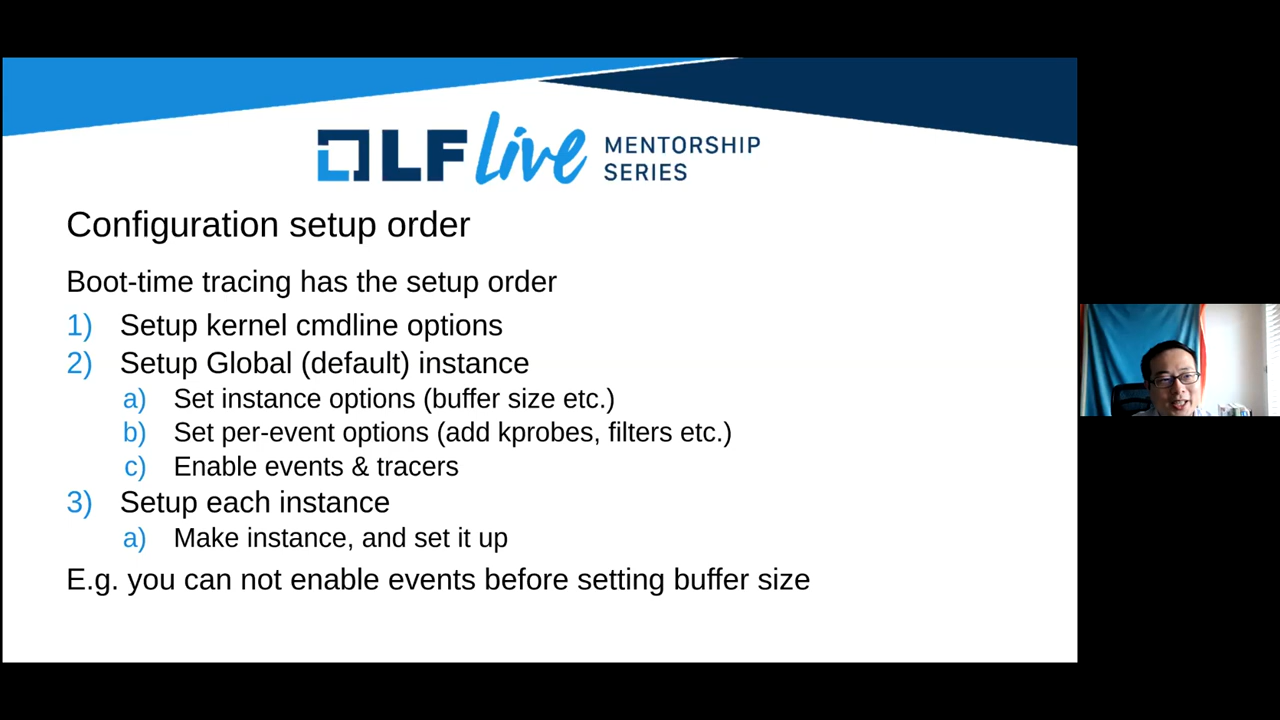 LF Live MENTORSHIP
SERIES
Configuration setup order
Boot-time tracing has the setup order
1) Setup kernel cmdline options
2) Setup Global (default) instance
a) Set instance options (buffer size etc.)
b) Set per-event options (add kprobes, filters etc.)
c) Enable events & tracers
3) Setup each instance
a) Make instance, and set it up
E.g. you can not enable events before setting buffer size